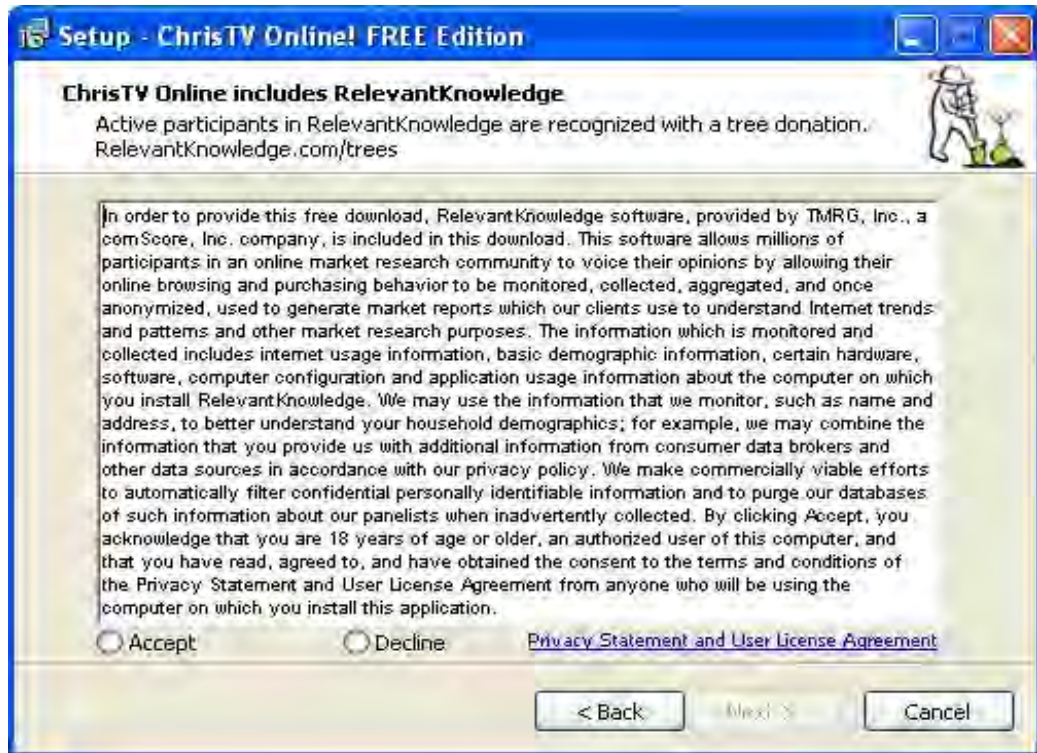 Setup - ChrisTV Online! FREE Edition
ChrisTV Online includes RelevantKnowledge
Active participants in RelevantKnowledge are recognized with a tree donation.
RelevantKnowledge.com/trees
In order to provide this free download, RelevantKnowledge software, provided by TMRG, Inc., a
comScore, Inc. company, is included in this download. This software allows millions of
participants in an online market research community to voice their opinions by allowing their
online browsing and purchasing behavior to be monitored, collected, aggregated, and once
anonymized, used to generate market reports which our clients use to understand Internet trends
and patterns and other market research purposes. The information which is monitored and
collected includes internet usage information, basic demographic information, certain hardware,
software, computer configuration and application usage information about the computer on which
you install RelevantKnowledge. We may use the information that we monitor, such as name and
address, to better understand your household demographics; for example, we may combine the
information that you provide us with additional information from consumer data brokers and
other data sources in accordance with our privacy policy. We make commercially viable efforts
to automatically filter confidential personally identifiable information and to purge our databases
of such information about our panelists when inadvertently collected. By clicking Accept, you
acknowledge that you are 18 years of age or older, an authorized user of this computer, and
that you have read, agreed to, and have obtained the consent to the terms and conditions of
the Privacy Statement and User License Agreement from anyone who will be using the
computer on which you install this application.
Accept Decline Privacy Statement and User License Agreement
< Back Next > Cancel